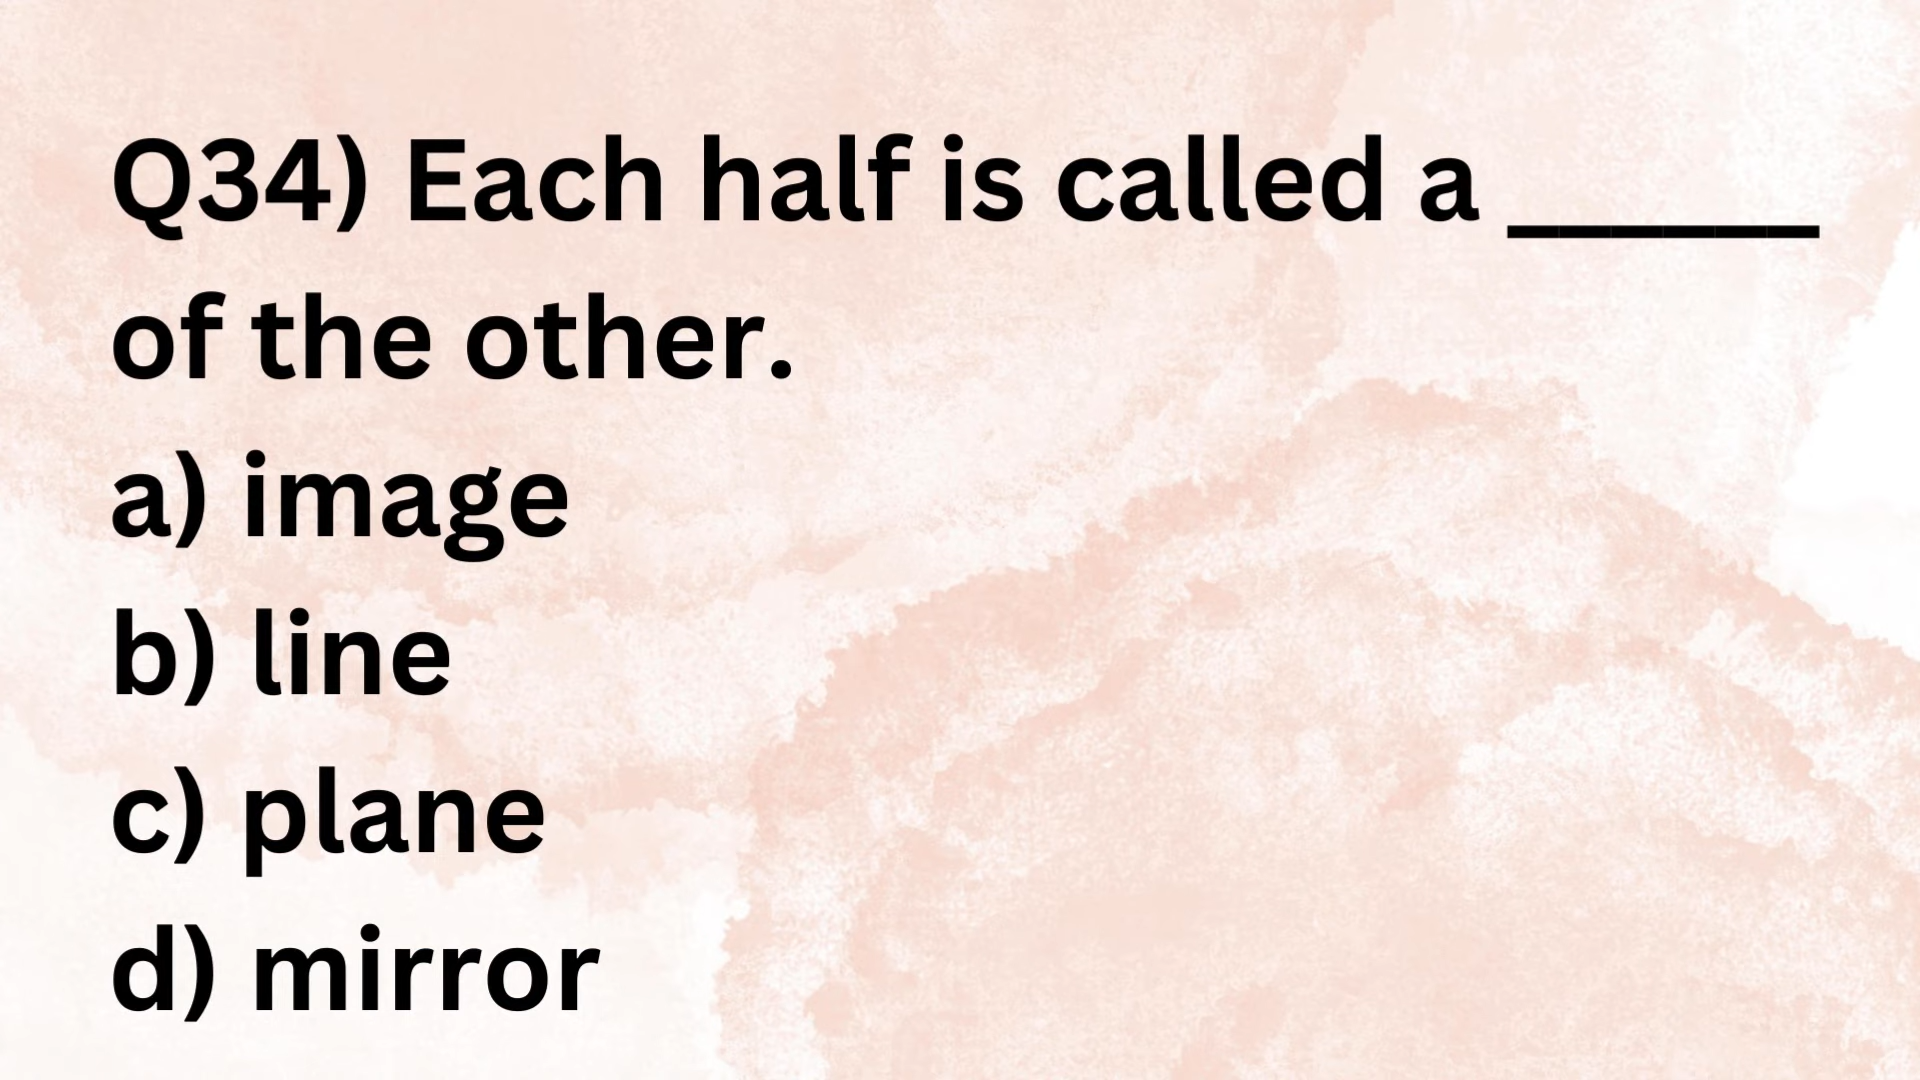 Q34) Each half is called a ______
of the other.
a) image
b) line
c) plane
d) mirror